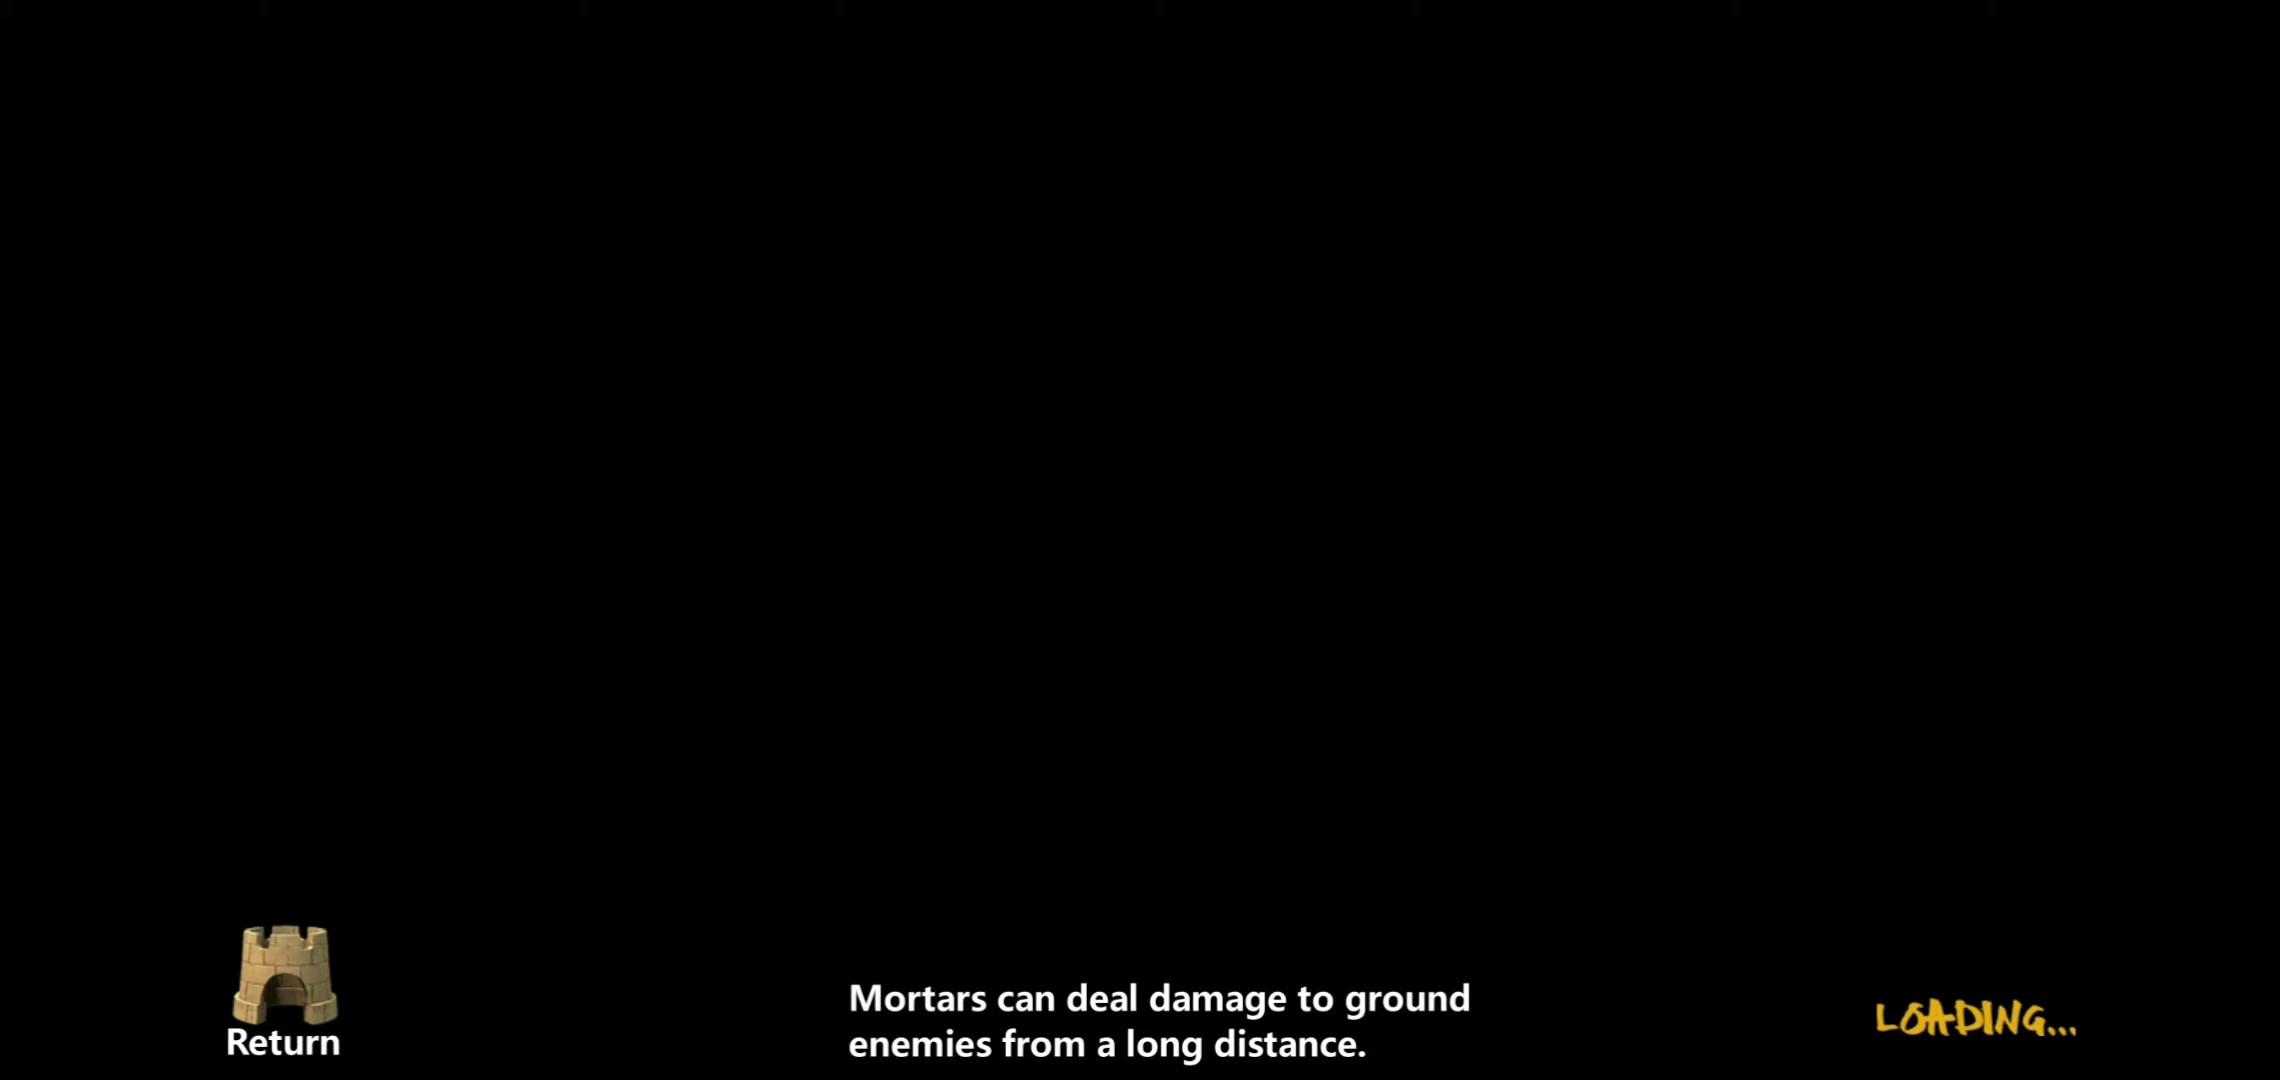 Mortars can deal damage to ground
enemies from a long distance.
Return
LOADING...